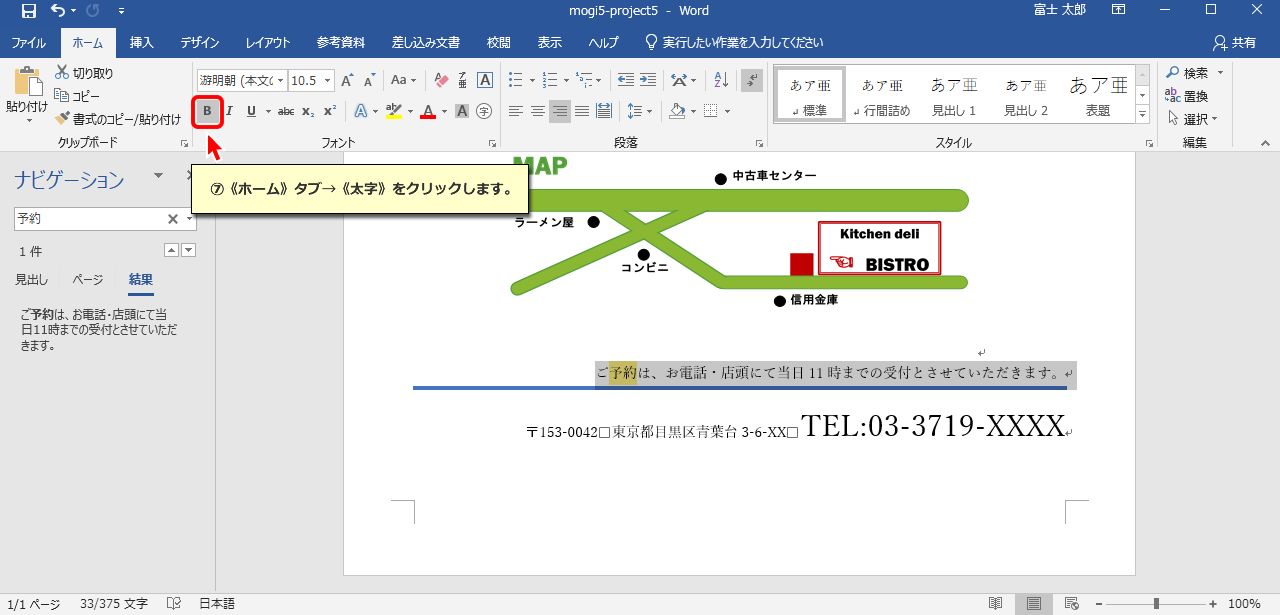 mogi5-project5 - Word
富士 太郎
ファイル
ホーム
挿入
デザイン
レイアウト
参考資料
差し込み文書
校閲
表示
ヘルプ
実行したい作業を入力してください
共有
貼り付け
切り取り
コピー
書式のコピー/貼り付け
クリップボード
游明朝 (本文の
10.5
フォント
段落
あア亜
標準
あア亜
行間詰め
あア亜
見出し 1
あア亜
見出し 2
あア亜
表題
スタイル
検索
置換
選択
編集
⑦《ホーム》タブ→《太字》をクリックします。
ナビゲーション
予約
1 件
見出し
ページ
結果
ご予約は、お電話・店頭にて当
日11時までの受付とさせていただ
きます。
MAP
中古車センター
ラーメン屋
コンビニ
Kitchen deli
BISTRO
信用金庫
ご予約は、お電話・店頭にて当日 11 時までの受付とさせていただきます。
〒153-0042□東京都目黒区青葉台 3-6-XX□TEL:03-3719-XXXX
1/1 ページ
33/375 文字
日本語
100%